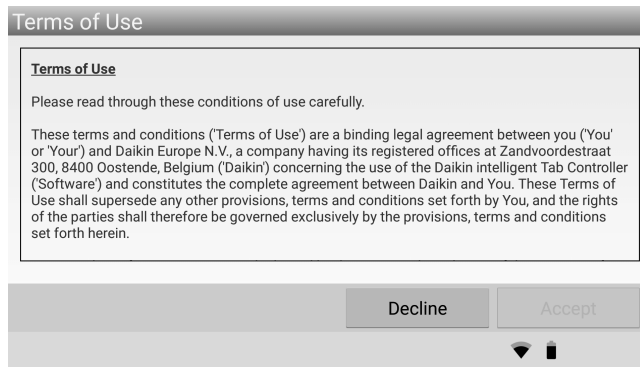 Terms of Use
Terms of Use
Please read through these conditions of use carefully.
These terms and conditions ('Terms of Use') are a binding legal agreement between you ('You'
or 'Your') and Daikin Europe N.V., a company having its registered offices at Zandvoordestraat
300, 8400 Oostende, Belgium ('Daikin') concerning the use of the Daikin intelligent Tab Controller
('Software') and constitutes the complete agreement between Daikin and You. These Terms of
Use shall supersede any other provisions, terms and conditions set forth by You, and the rights
of the parties shall therefore be governed exclusively by the provisions, terms and conditions
set forth herein.
Decline
Accept